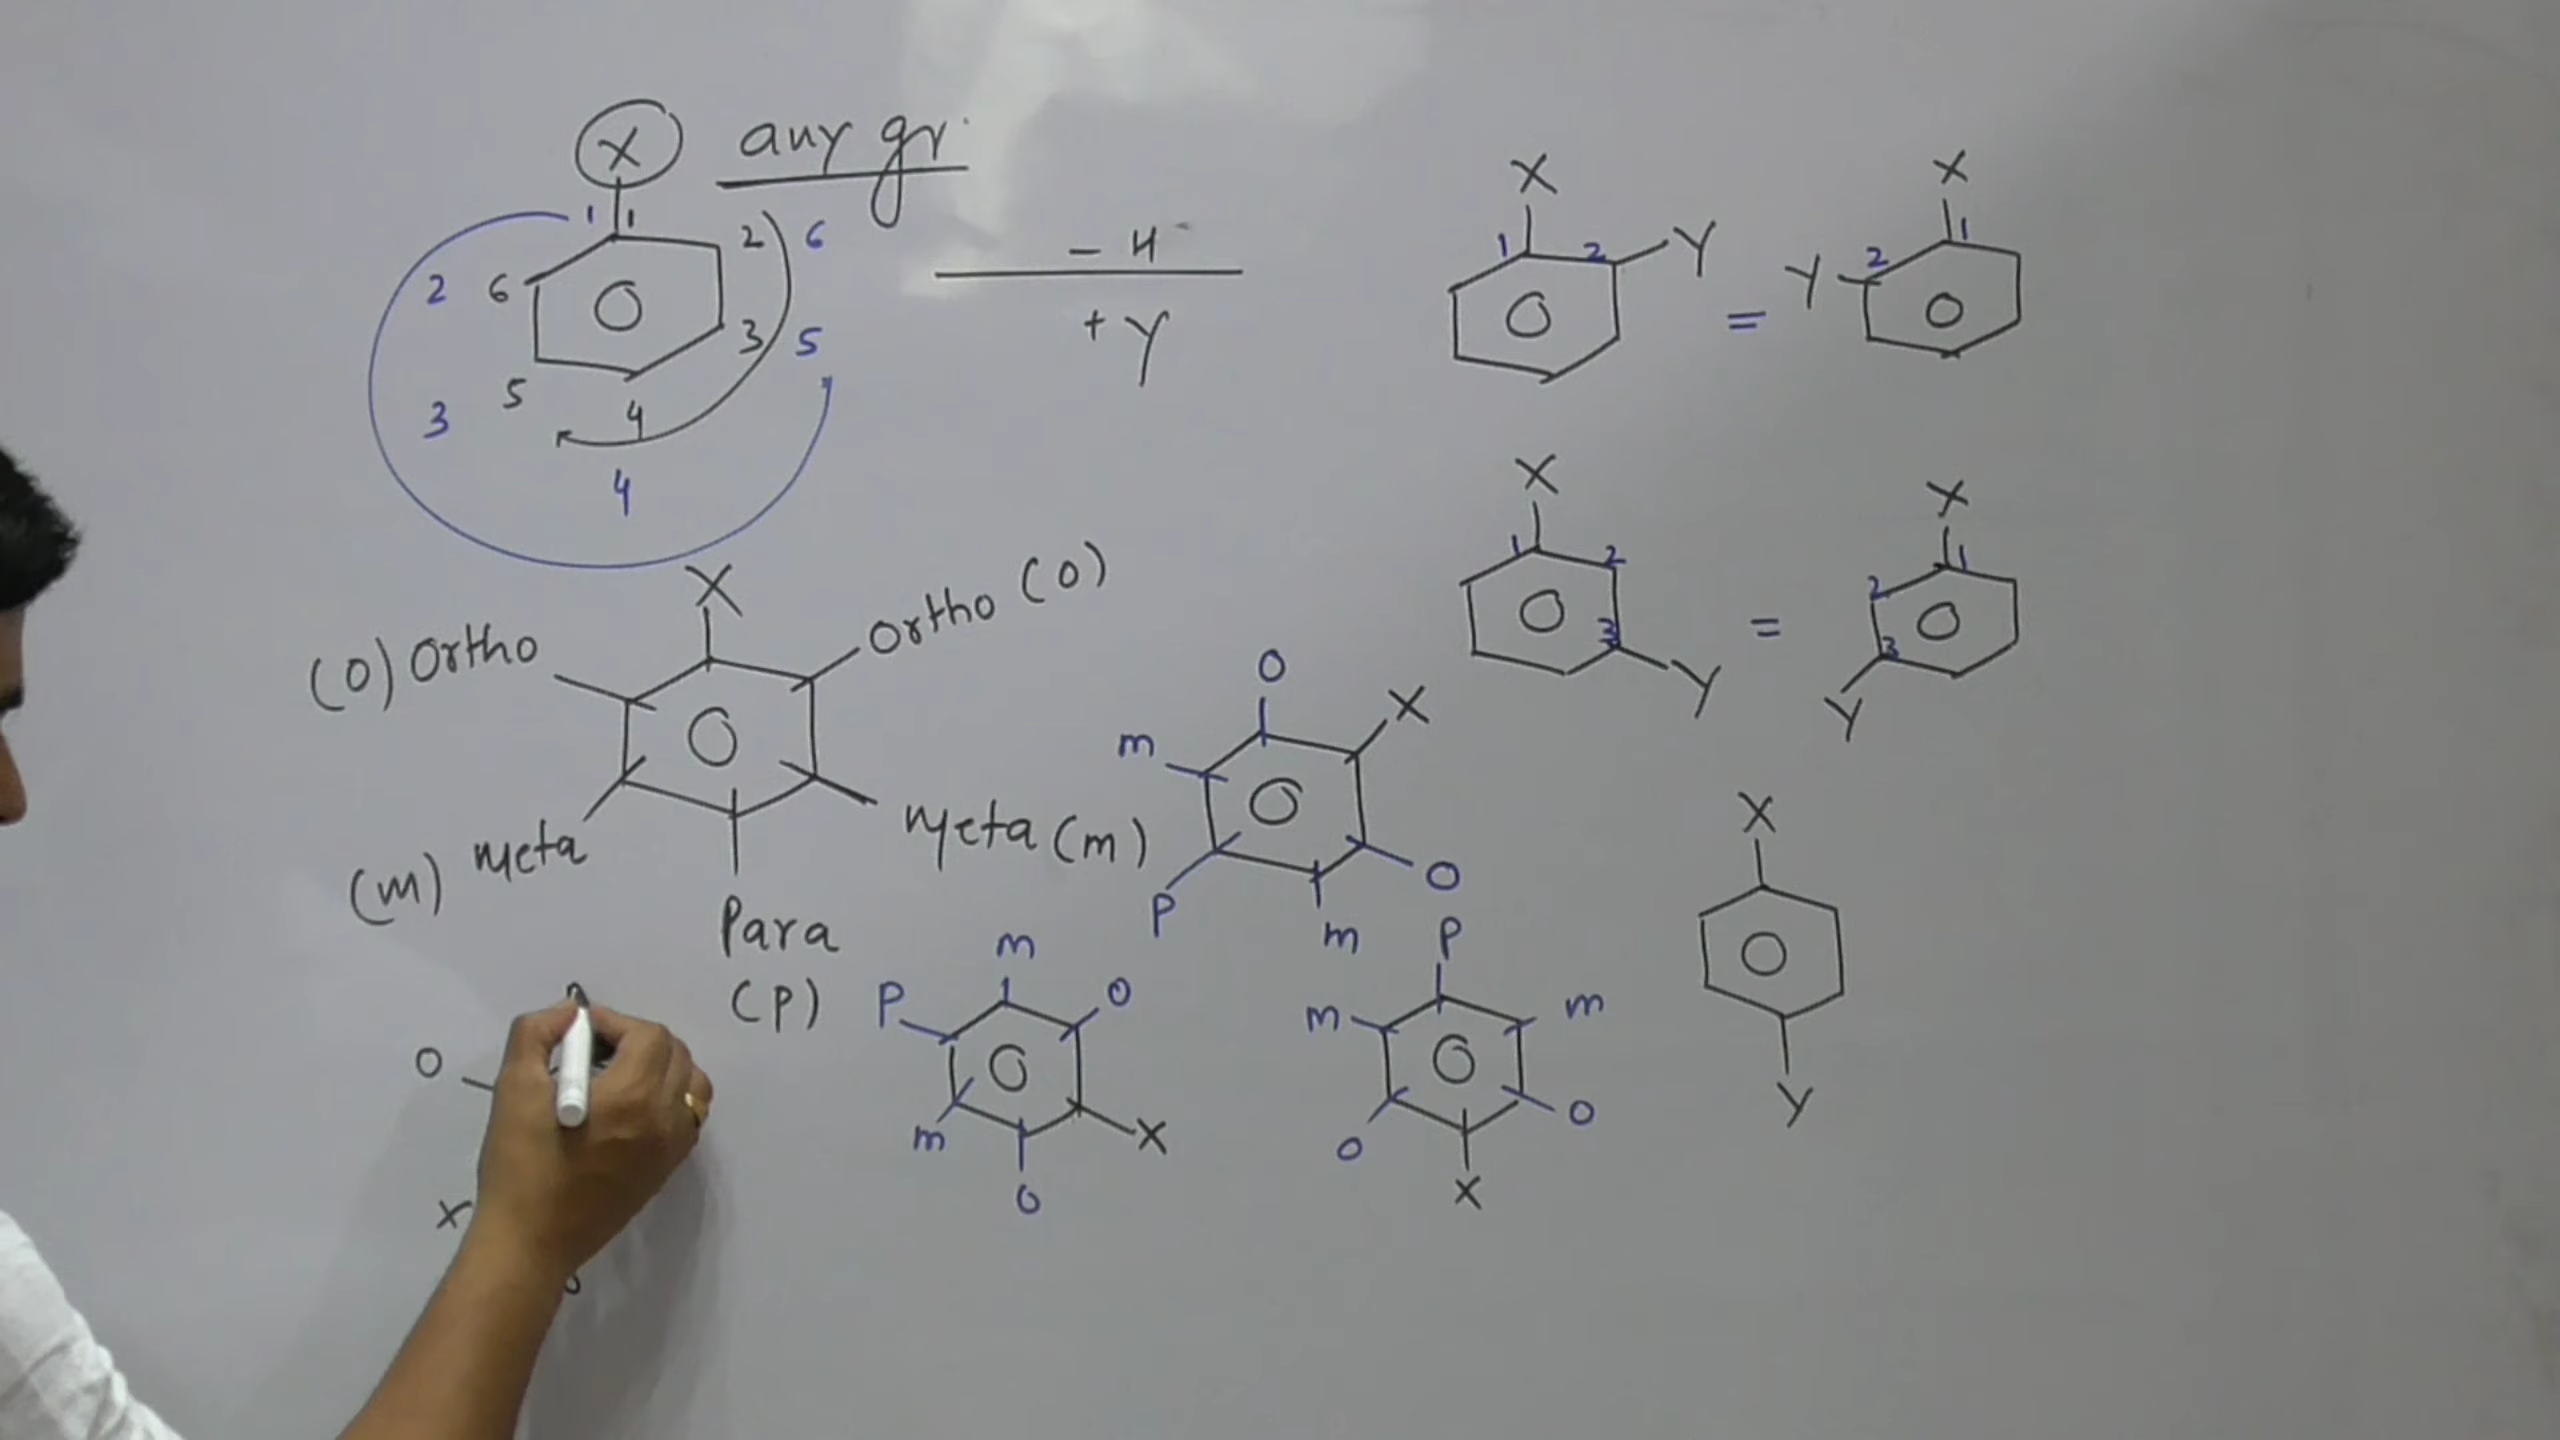 X any gr.
1 1
2 6 2 6
3 5 3 5
4
4
- H
+ Y
X
1 2 Y
=
X
Y 2 1
X
1 2
3
Y
=
X
2 1
3
Y
X
(O) Ortho Ortho (O)
(m) Meta Meta (m)
Para
(P)
O
m X
P O
m
X
Y
m
P O
m X
O
P
m m
O O
X
O
X